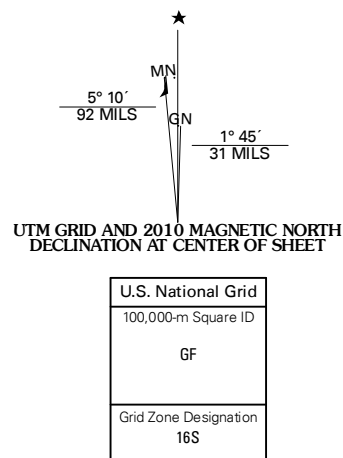 MN
5° 10´
92 MILS
GN
1° 45´
31 MILS
UTM GRID AND 2010 MAGNETIC NORTH
DECLINATION AT CENTER OF SHEET
U.S. National Grid
100,000-m Square ID
GF
Grid Zone Designation
16S